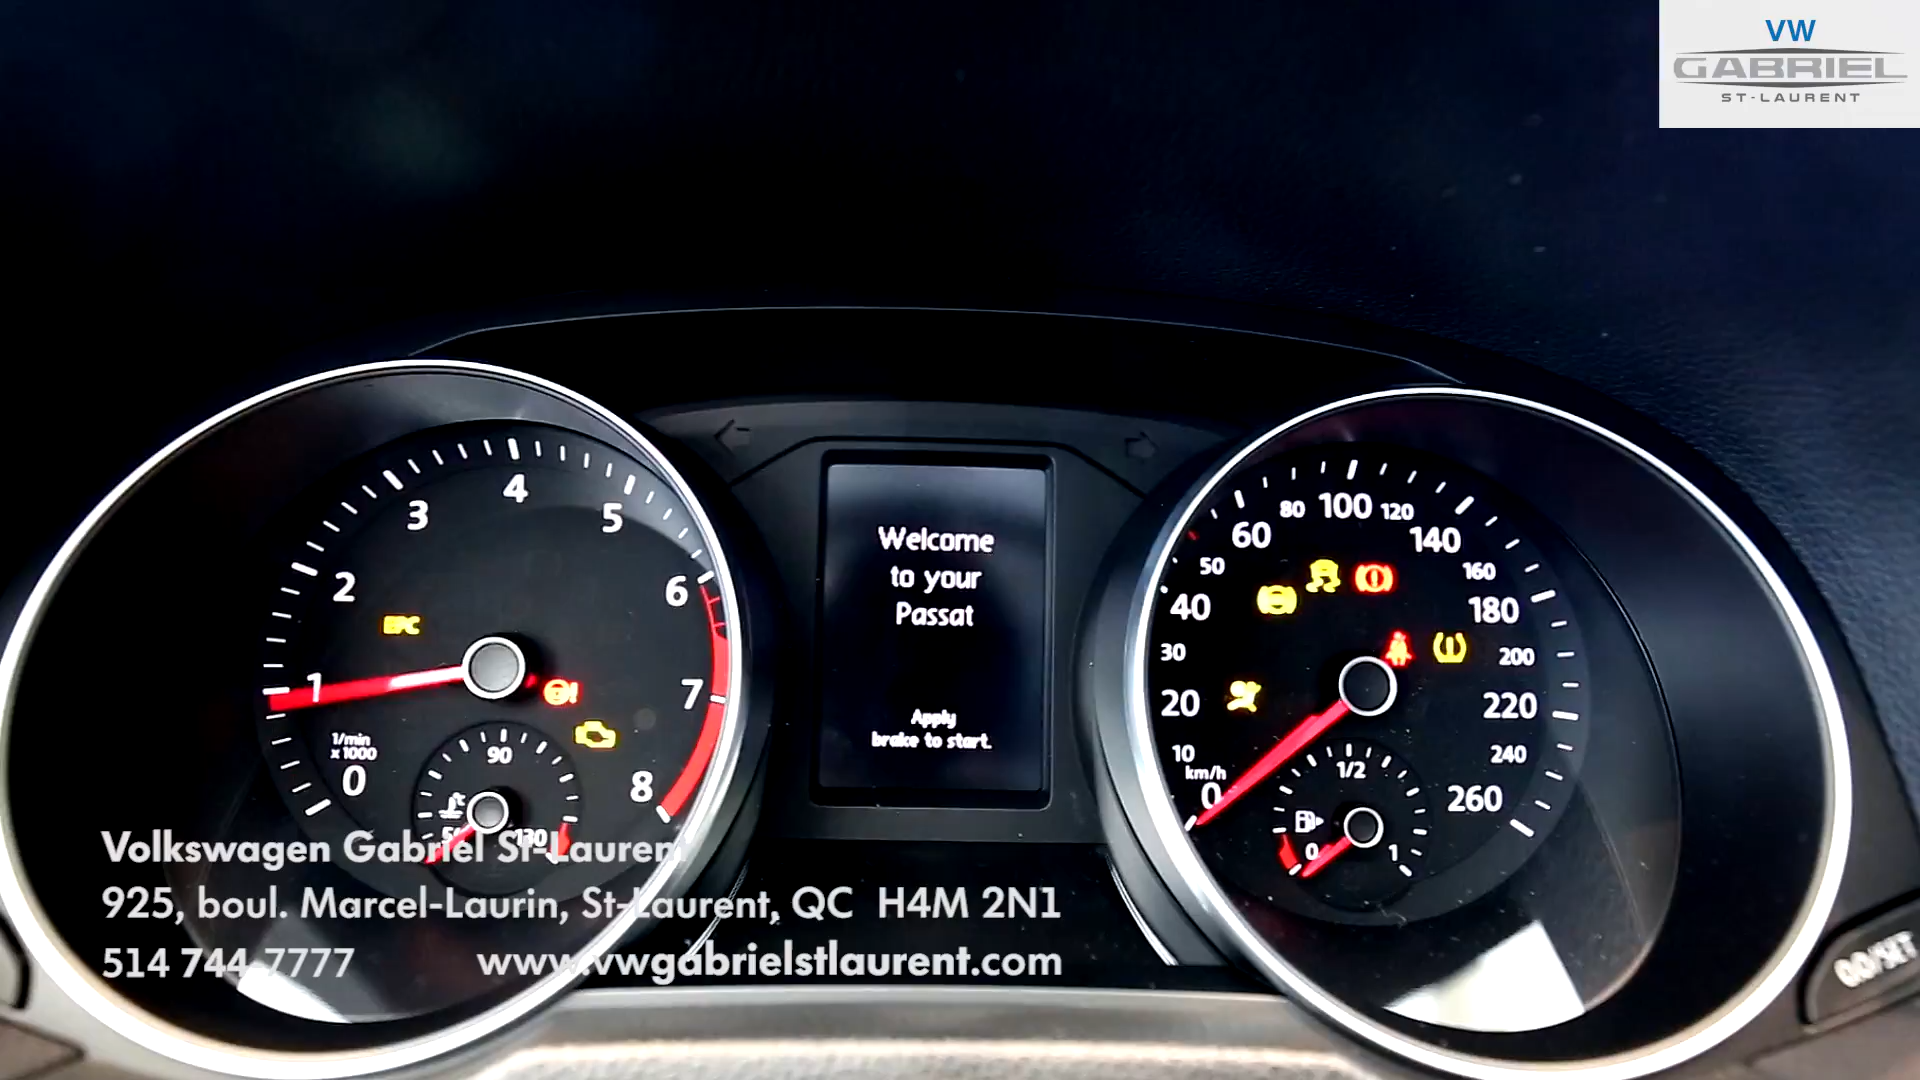 VW
GABRIEL
ST-LAURENT
Welcome
to your
Passat
Apply
brake to start.
0
1
2
3
4
5
6
7
8
1/min
x 1000
EPC
90
130
0
10
20
30
40
50
60
80
100
120
140
160
180
200
220
240
260
km/h
0
1/2
1
Volkswagen Gabriel St-Laurent
925, boul. Marcel-Laurin, St-Laurent, QC H4M 2N1
514 744-7777 www.vwgabrielstlaurent.com